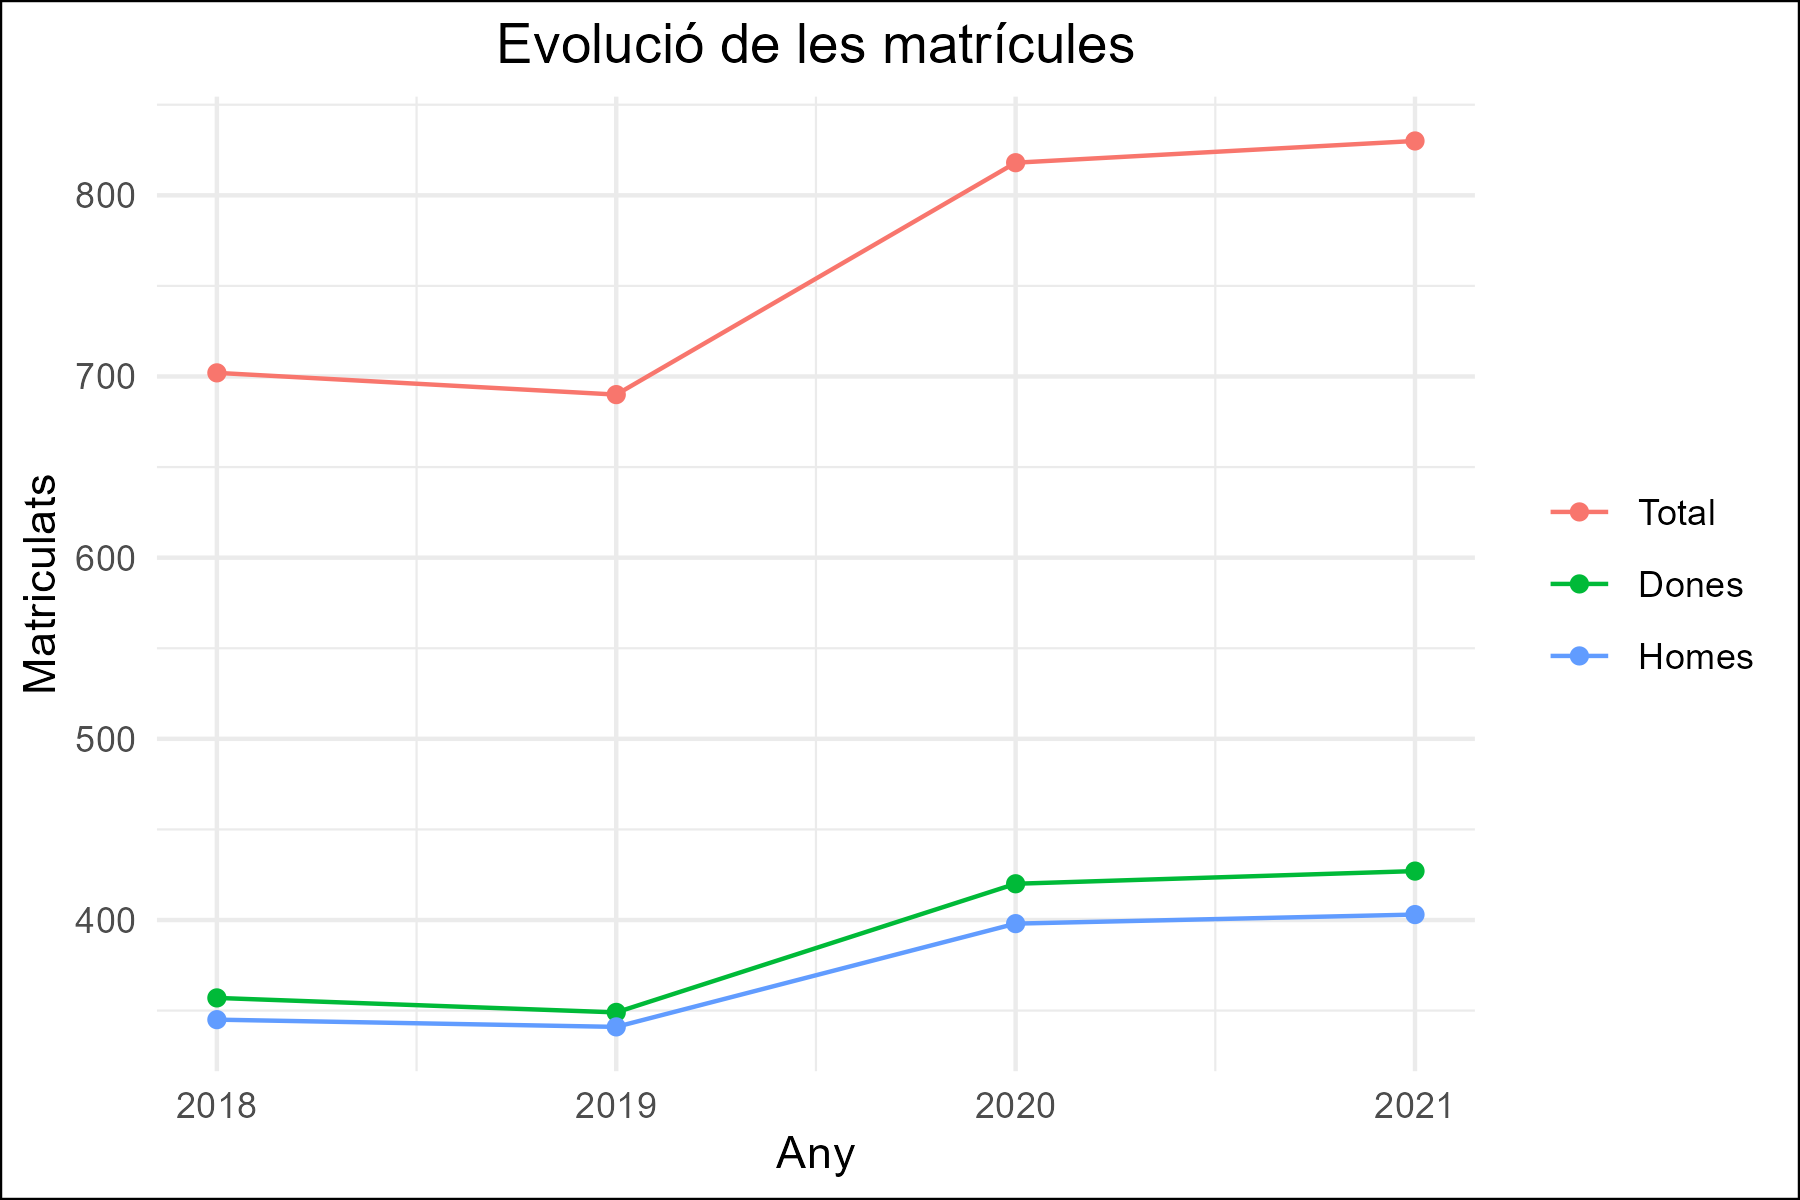 Evolució de les matrícules
Matriculats
800
700
600
500
400
2018 2019 2020 2021
Any
Total
Dones
Homes